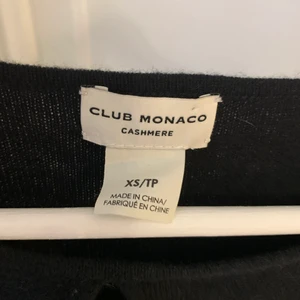 CLUB MONACO
CASHMERE
XS/TP
MADE IN CHINA/
FABRIQUÉ EN CHINE